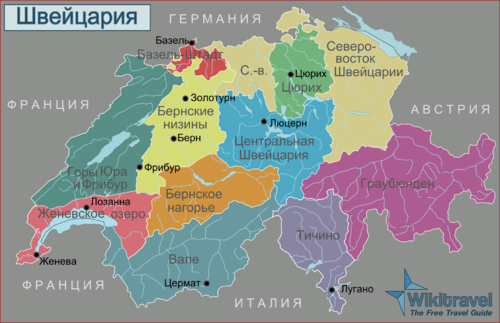 Швейцария
ГЕРМАНИЯ
Базель
Базель-Штадт
С.-в.
Цюрих
Цюрих
Северо-
восток
Швейцарии
ФРАНЦИЯ
АВСТРИЯ
Золотурн
Бернские
низины
Берн
Люцерн
Центральная
Швейцария
Горы Юра
и Фрибур
Фрибур
Бернское
нагорье
Граубюнден
Лозанна
Женевское озеро
Женева
Вале
Цермат
Тичино
Лугано
ФРАНЦИЯ
ИТАЛИЯ
Wikitravel
The Free Travel Guide